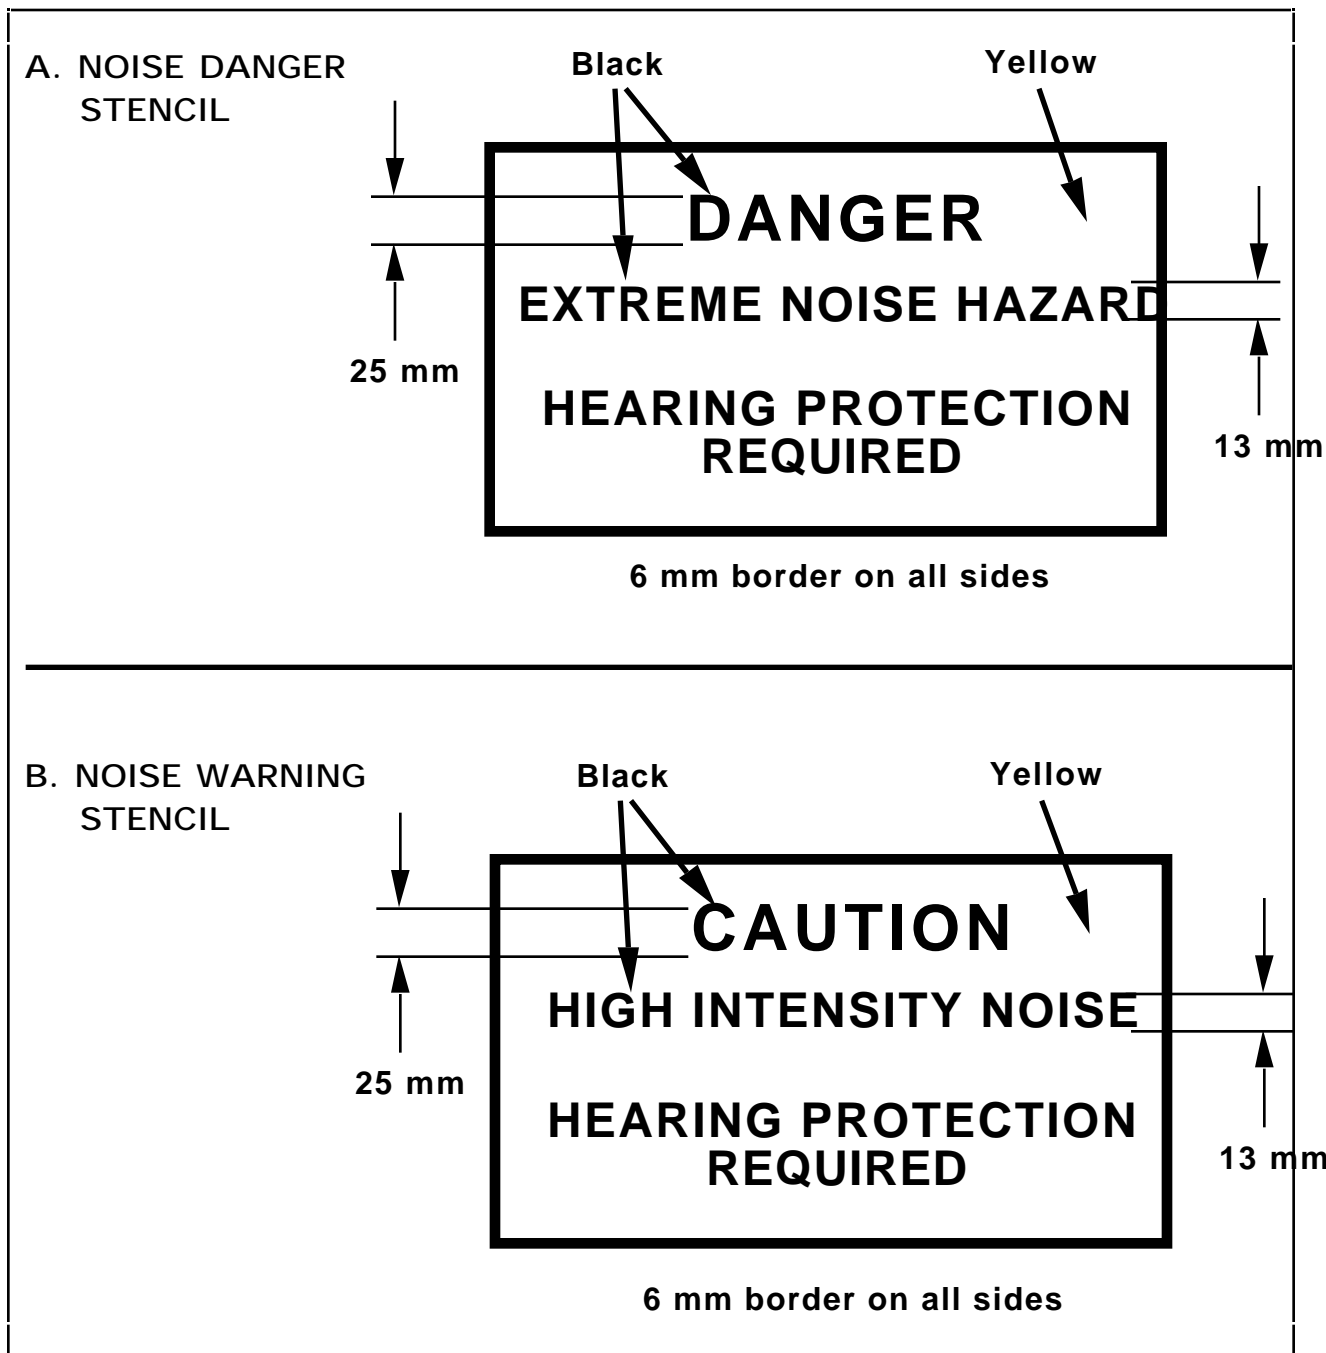 A. NOISE DANGER
STENCIL
Black
Yellow
DANGER
EXTREME NOISE HAZARD
25 mm
HEARING PROTECTION
REQUIRED
13 mm
6 mm border on all sides
B. NOISE WARNING
STENCIL
Black
Yellow
CAUTION
HIGH INTENSITY NOISE
25 mm
HEARING PROTECTION
REQUIRED
13 mm
6 mm border on all sides